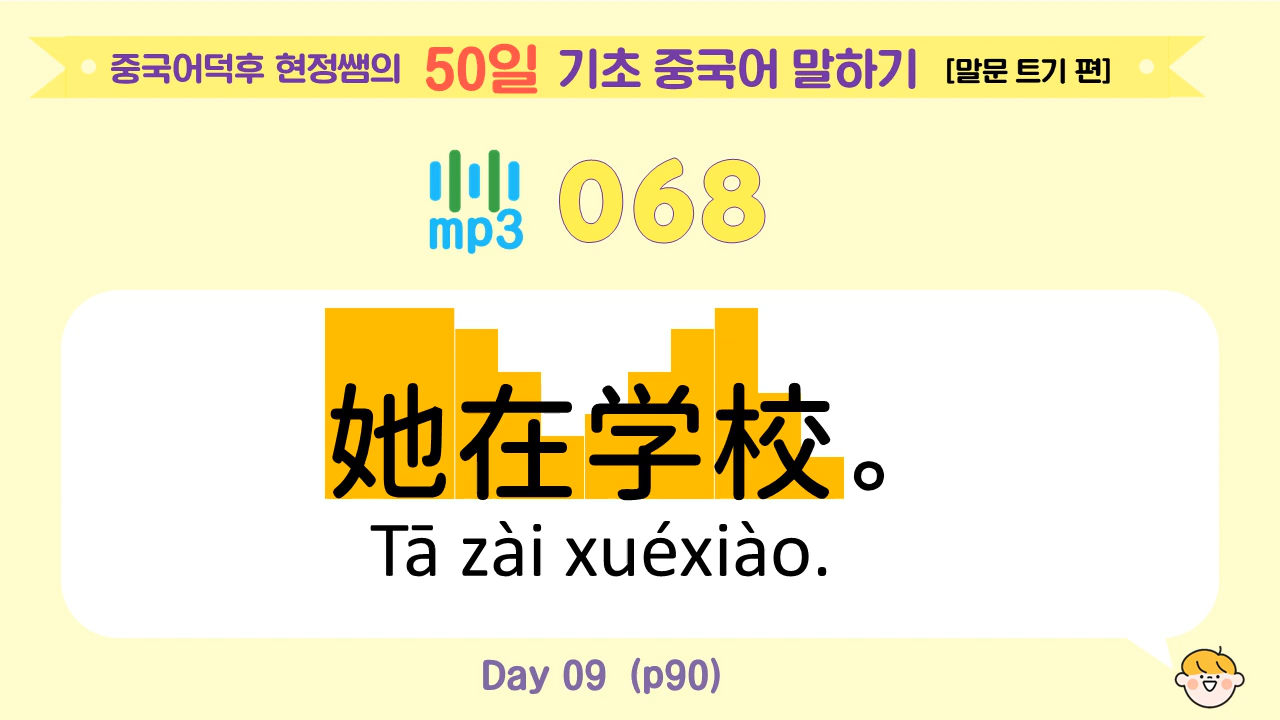 중국어덕후 현정쌤의 50일 기초 중국어 말하기 [말문 트기 편]
mp3 068
她在学校。
Tā zài xuéxiào.
Day 09 (p90)